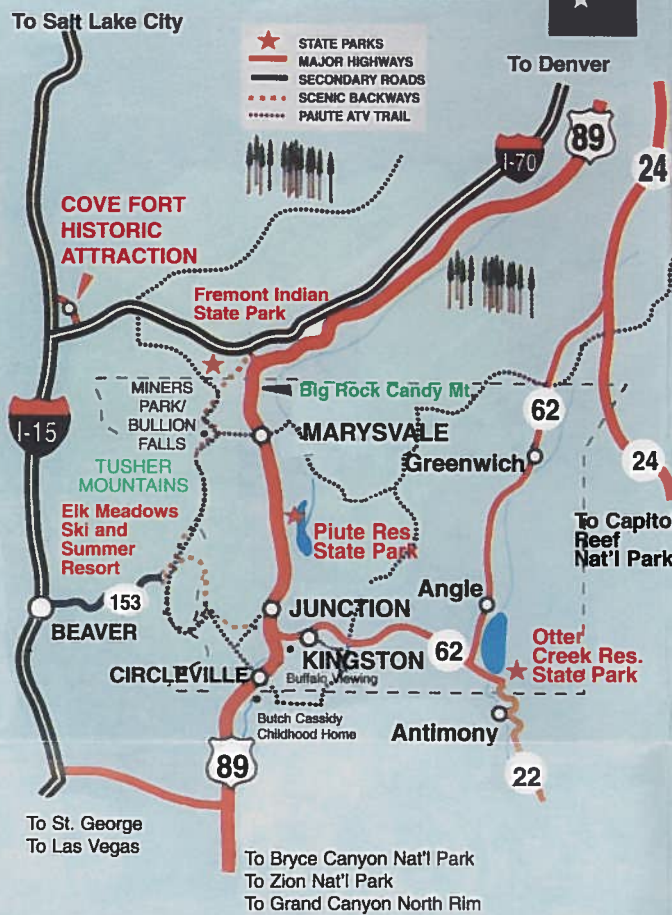 To Salt Lake City
STATE PARKS
MAJOR HIGHWAYS
SECONDARY ROADS
SCENIC BACKWAYS
PAIUTE ATV TRAIL
To Denver
89
I-70
24
COVE FORT
HISTORIC
ATTRACTION
Fremont Indian
State Park
MINERS
PARK/
BULLION
FALLS
Big Rock Candy Mt.
I-15
62
MARYSVALE
Greenwich
24
TUSHER
MOUNTAINS
Elk Meadows
Ski and
Summer
Resort
Piute Res.
State Park
To Capito
Reef
Nat'l Park
153
BEAVER
JUNCTION
Angle
KINGSTON
62
Otter
Creek Res.
State Park
CIRCLEVILLE
Buffalo Viewing
Butch Cassidy
Childhood Home
Antimony
89
22
To St. George
To Las Vegas
To Bryce Canyon Nat'l Park
To Zion Nat'l Park
To Grand Canyon North Rim